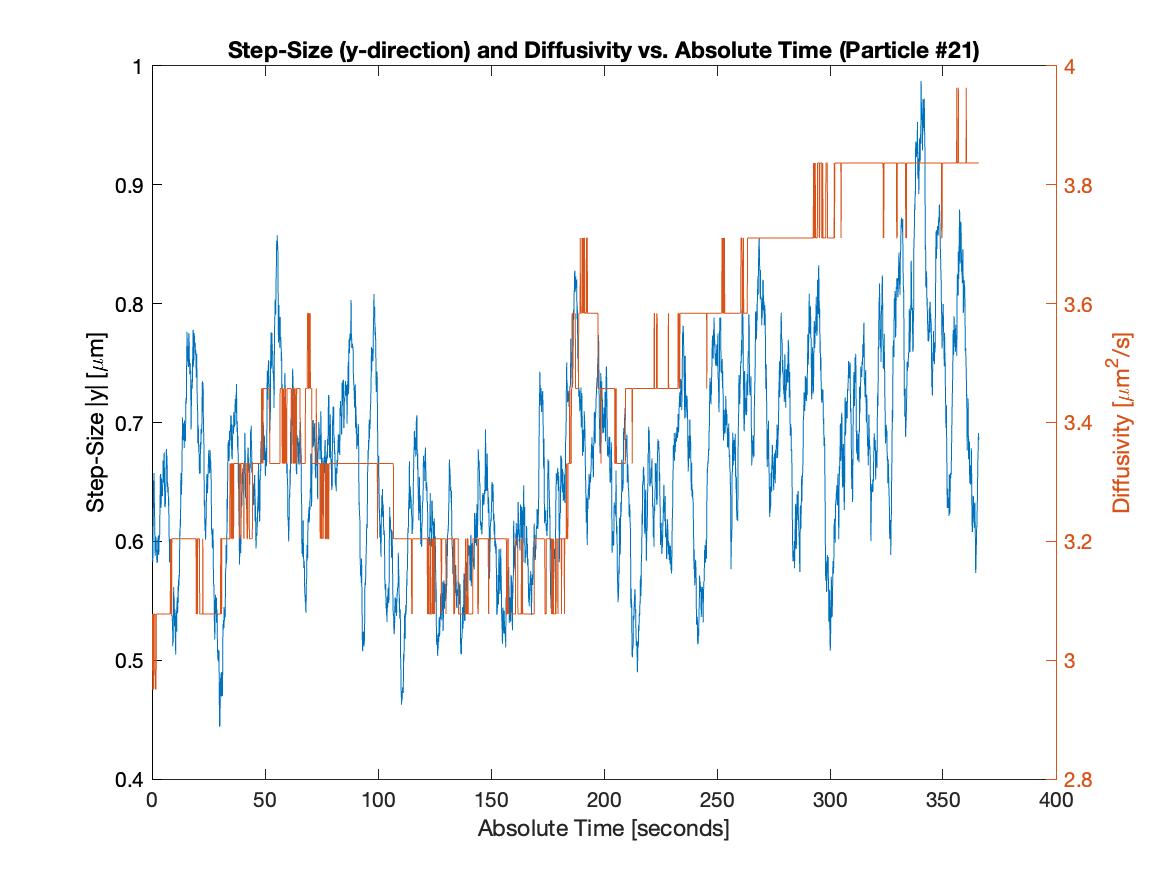 Step-Size (y-direction) and Diffusivity vs. Absolute Time (Particle #21)
1
0.9
0.8
0.7
0.6
0.5
0.4
Step-Size |y| [μm]
4
3.8
3.6
3.4
3.2
3
2.8
Diffusivity [μm²/s]
0 50 100 150 200 250 300 350 400
Absolute Time [seconds]